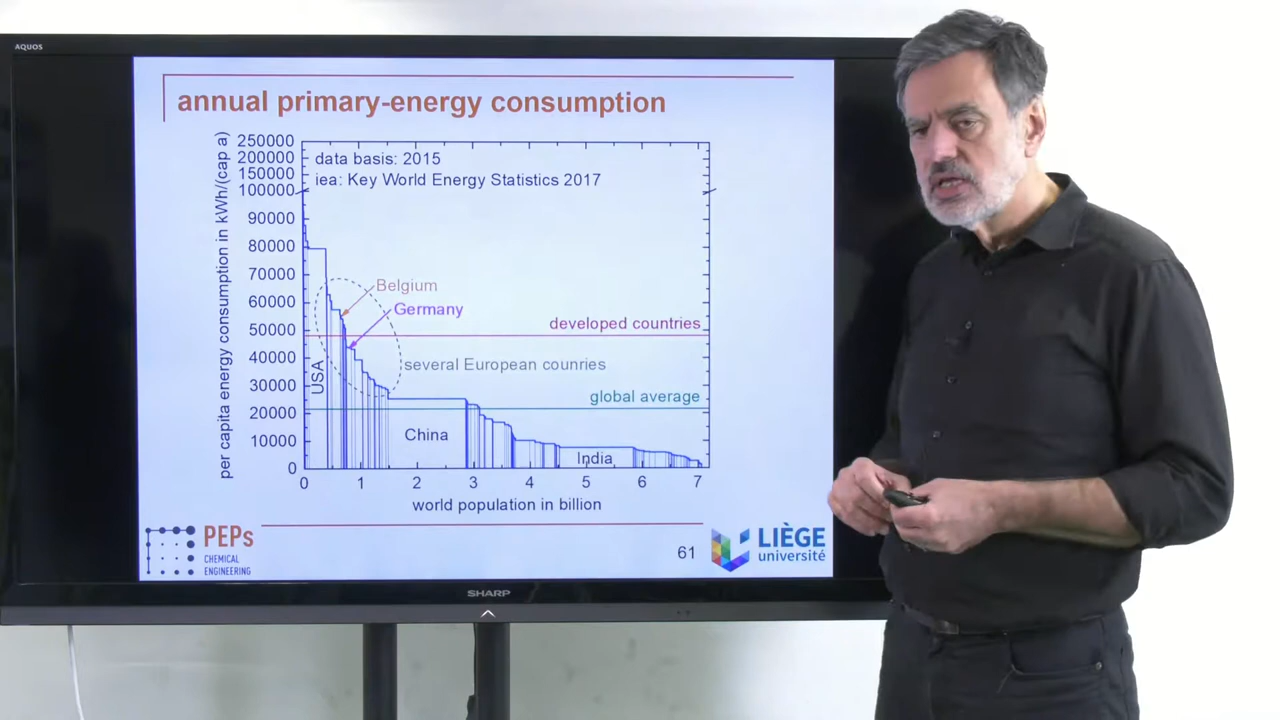 AQUOS
annual primary-energy consumption
per capita energy consumption in kWh/(cap a)
250000
200000
150000
100000
90000
80000
70000
60000
50000
40000
30000
20000
10000
0
data basis: 2015
iea: Key World Energy Statistics 2017
Belgium
Germany
developed countries
several European counries
USA
global average
China
India
0 1 2 3 4 5 6 7
world population in billion
PEPs
CHEMICAL
ENGINEERING
61
LIÈGE
université
SHARP